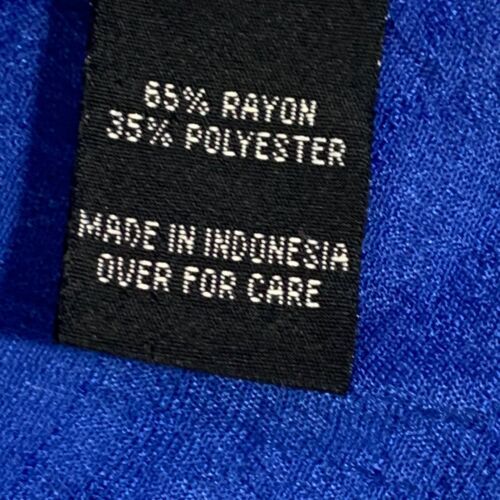 65% RAYON
35% POLYESTER
MADE IN INDONESIA
OVER FOR CARE